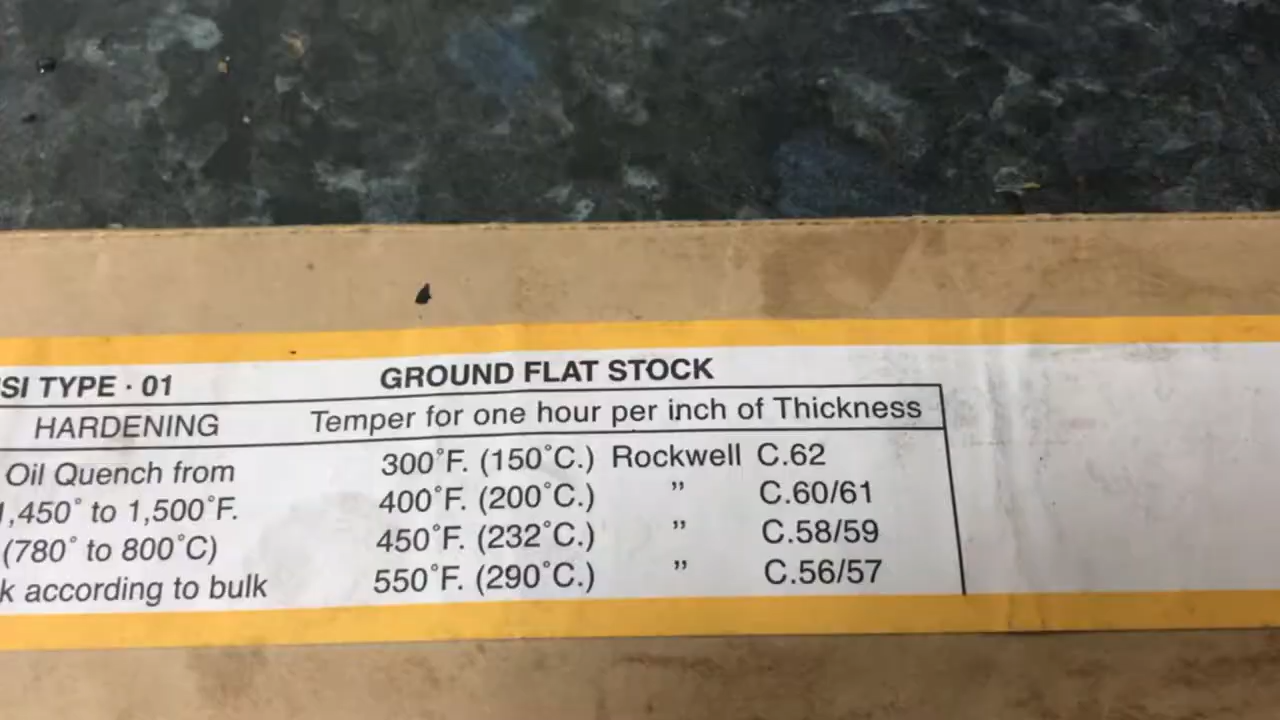 SI TYPE · 01 GROUND FLAT STOCK
HARDENING Temper for one hour per inch of Thickness
Oil Quench from 300°F. (150°C.) Rockwell C.62
1,450° to 1,500°F. 400°F. (200°C.) ” C.60/61
(780° to 800°C) 450°F. (232°C.) ” C.58/59
k according to bulk 550°F. (290°C.) ” C.56/57